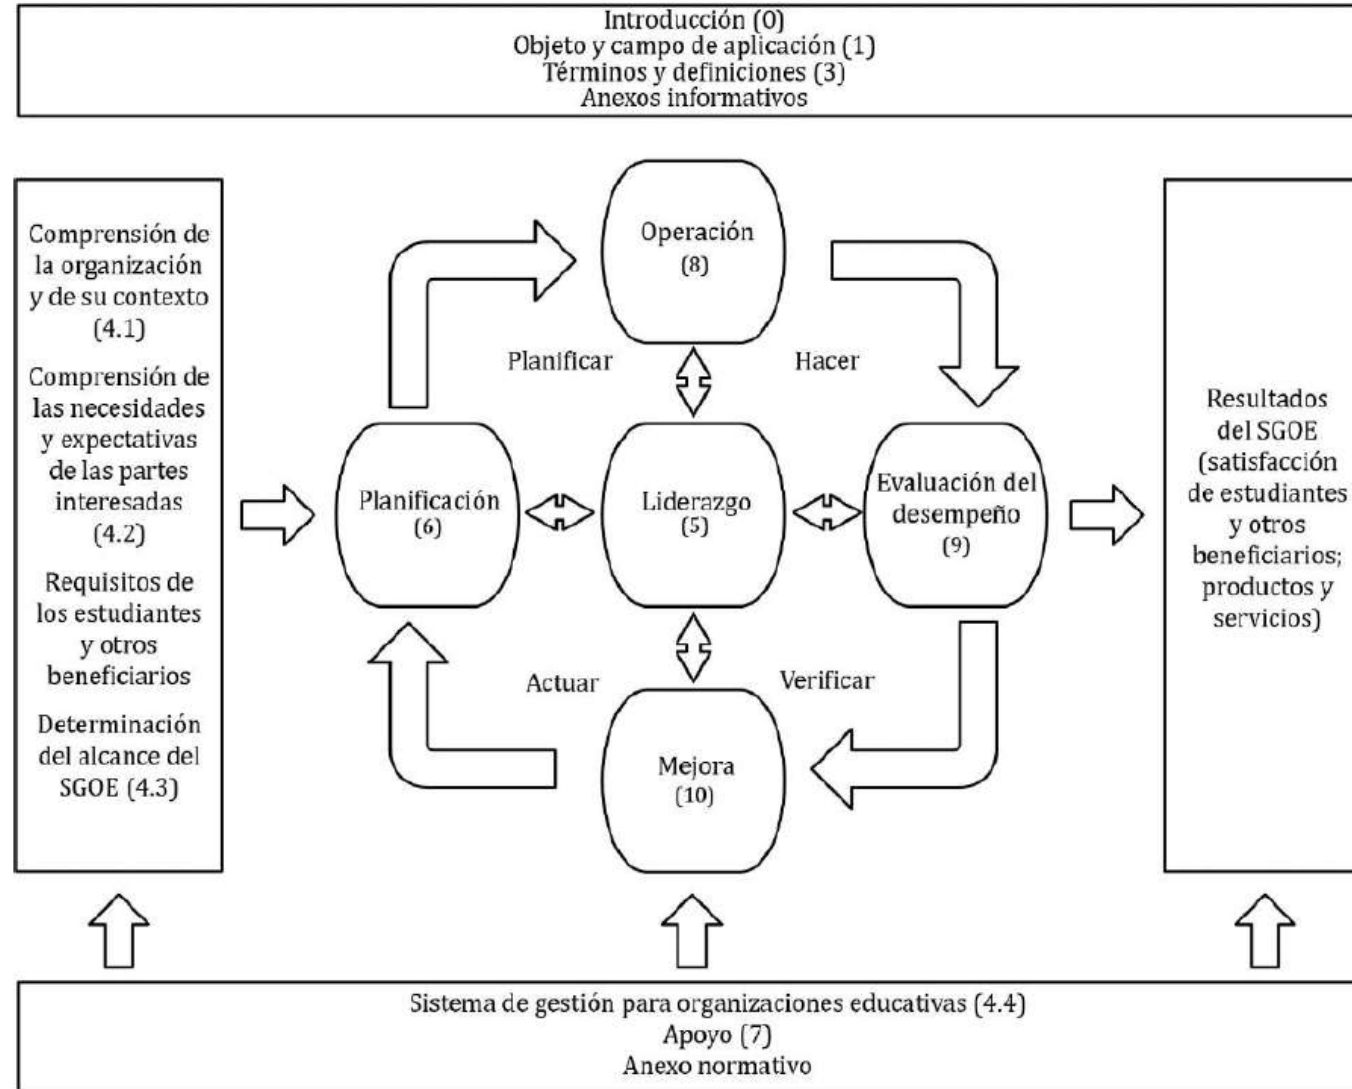 Introducción (0)
Objeto y campo de aplicación (1)
Términos y definiciones (3)
Anexos informativos
Comprensión de
la organización
y de su contexto
(4.1)
Comprensión de
las necesidades
y expectativas
de las partes
interesadas
(4.2)
Requisitos de
los estudiantes
y otros
beneficiarios
Determinación
del alcance del
SGOE (4.3)
Operación
(8)
Planificar
Hacer
Planificación
(6)
Liderazgo
(5)
Evaluación del
desempeño
(9)
Actuar
Verificar
Mejora
(10)
Resultados
del SGOE
(satisfacción
de estudiantes
y otros
beneficiarios;
productos y
servicios)
Sistema de gestión para organizaciones educativas (4.4)
Apoyo (7)
Anexo normativo